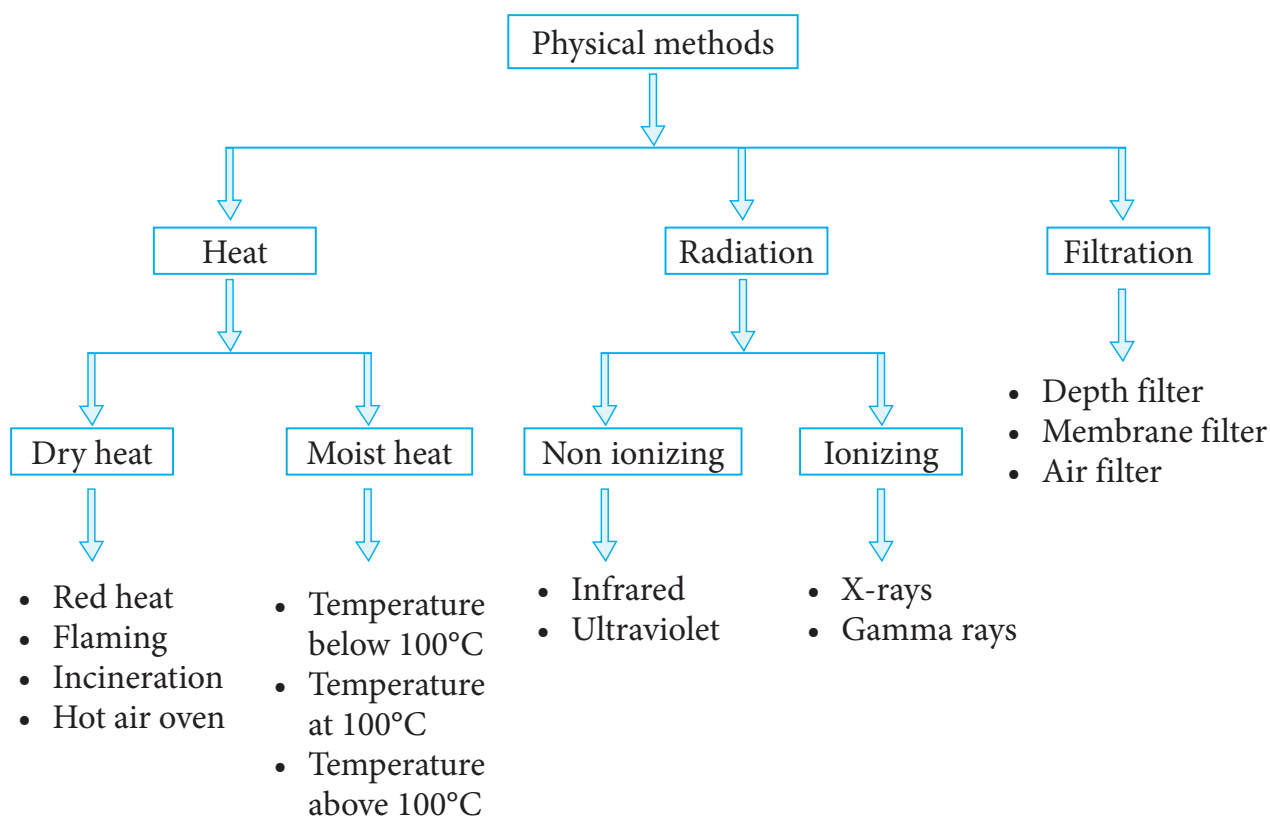 Physical methods
Heat
Radiation
Filtration
Dry heat
Moist heat
Non ionizing
Ionizing
• Depth filter
• Membrane filter
• Air filter
• Red heat
• Flaming
• Incineration
• Hot air oven
• Temperature
below 100°C
• Temperature
at 100°C
• Temperature
above 100°C
• Infrared
• Ultraviolet
• X-rays
• Gamma rays